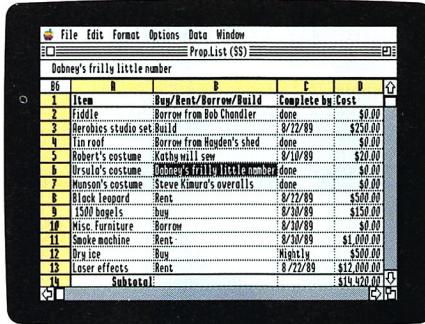 File Edit Format Options Data Window
Prop.List (SS)
Dabney's frilly little number
B6 A B C D
1 Item Buy/Rent/Borrow/Build Complete by Cost
2 Fiddle Borrow from Bob Chandler done $0.00
3 Aerobics studio set Build 8/22/89 $250.00
4 Tin roof Borrow from Hayden's shed done $0.00
5 Robert's costume Kathy will sew 8/10/89 $20.00
6 Ursula's costume Dabney's frilly little number done $0.00
7 Munson's costume Steve Kimura's overalls done $0.00
8 Black leopard Rent 8/22/89 $500.00
9 1500 bagels buy 8/30/89 $150.00
10 Misc. Furniture Borrow 8/30/89 $0.00
11 Smoke machine Rent 8/30/89 $1,000.00
12 Dry ice Buy Nightly $500.00
13 Laser effects Rent 8/22/89 $12,000.00
14 Subtotal $14,420.00